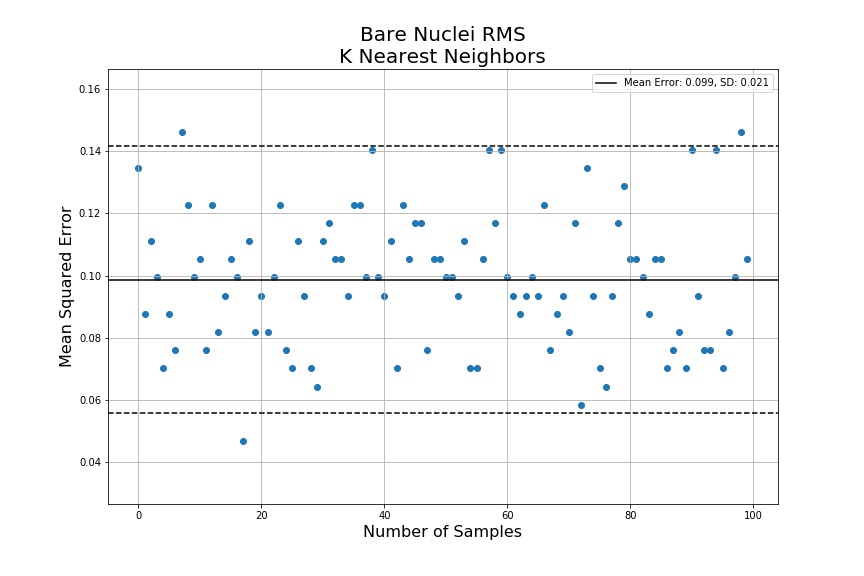 Bare Nuclei RMS
K Nearest Neighbors
Mean Error: 0.099, SD: 0.021
Mean Squared Error
0.16
0.14
0.12
0.10
0.08
0.06
0.04
0 20 40 60 80 100
Number of Samples